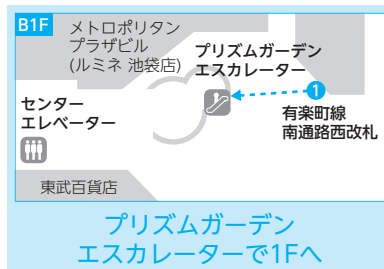 B1F
メトロポリタン
プラザビル
(ルミネ 池袋店)
プリズムガーデン
エスカレーター
1
有楽町線
南通路西改札
センター
エレベーター
東武百貨店
プリズムガーデン
エスカレーターで1Fへ